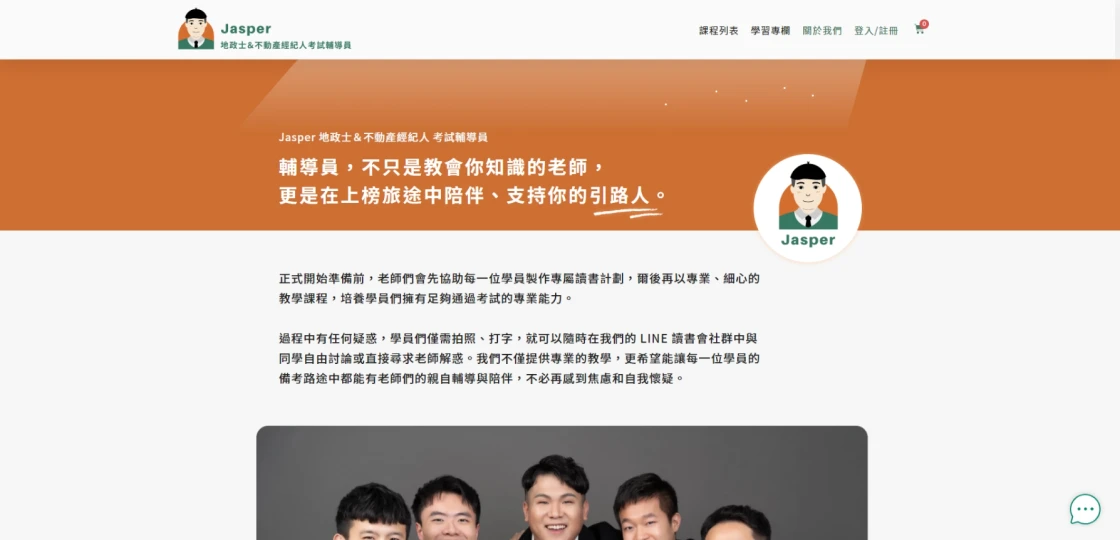 Jasper
地政士&不動產經紀人考試輔導員
課程列表 學習專欄 關於我們 登入/註冊 0
Jasper 地政士&不動產經紀人 考試輔導員
輔導員，不只是教會你知識的老師，
更是在上榜旅途中陪伴、支持你的引路人。
Jasper
正式開始準備前，老師們會先協助每一位學員製作專屬讀書計劃，爾後再以專業、細心的
教學課程，培養學員們擁有足夠通過考試的專業能力。
過程中有任何疑惑，學員們僅需拍照、打字，就可以隨時在我們的 LINE 讀書會社群中與
同學自由討論或直接尋求老師解惑。我們不僅提供專業的教學，更希望能讓每一位學員的
備考路途中都能有老師們的親自輔導與陪伴，不必再感到焦慮和自我懷疑。